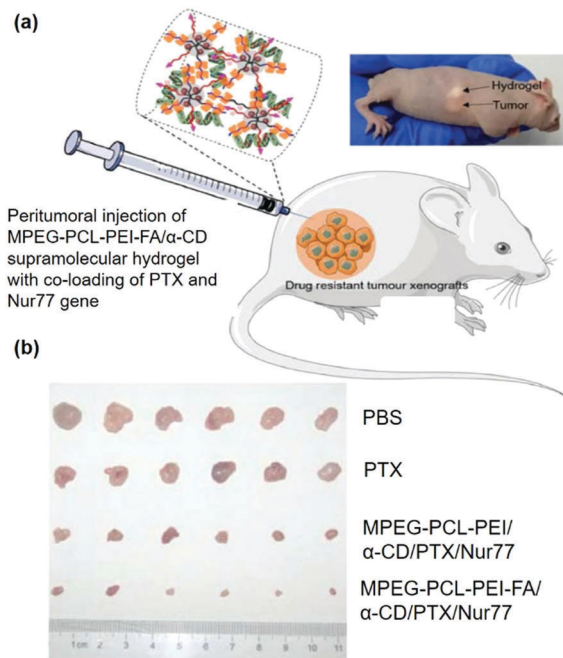 (a)
Hydrogel
Tumor
Peritumoral injection of
MPEG-PCL-PEI-FA/α-CD
supramolecular hydrogel
with co-loading of PTX and
Nur77 gene
Drug resistant tumour xenografts
(b)
PBS
PTX
MPEG-PCL-PEI/
α-CD/PTX/Nur77
MPEG-PCL-PEI-FA/
α-CD/PTX/Nur77
1cm 2 3 4 5 6 7 8 9 10 11